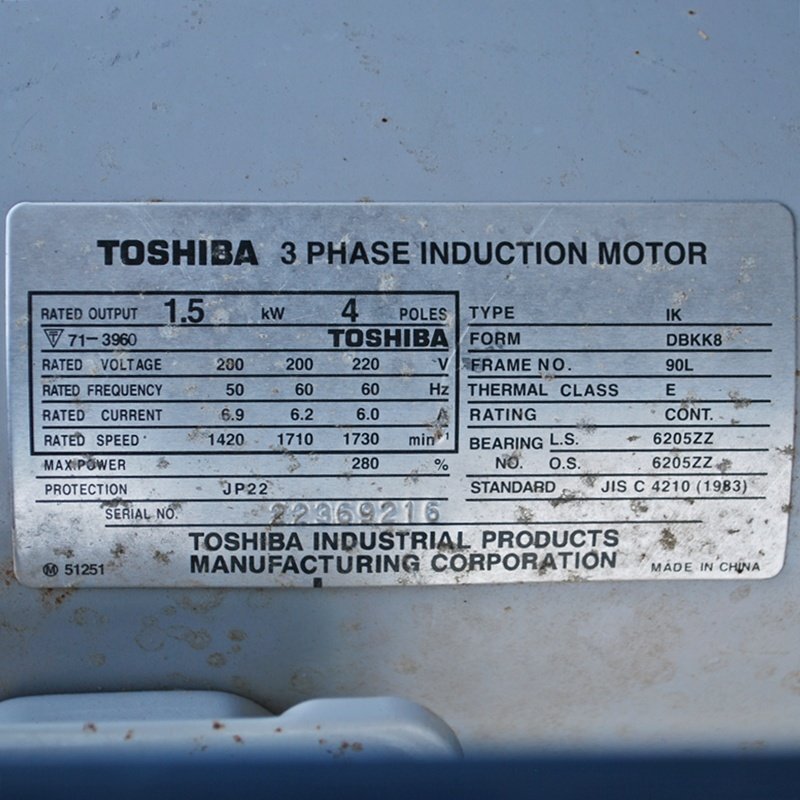 TOSHIBA 3 PHASE INDUCTION MOTOR
RATED OUTPUT 1.5 kW 4 POLES
71-3960 TOSHIBA
RATED VOLTAGE 200 200 220 V
RATED FREQUENCY 50 60 60 Hz
RATED CURRENT 6.9 6.2 6.0 A
RATED SPEED 1420 1710 1730 min⁻¹
MAX.POWER 280 %
PROTECTION JP22
TYPE IK
FORM DBKK8
FRAME NO. 90L
THERMAL CLASS E
RATING CONT.
BEARING NO. L.S. 6205ZZ
O.S. 6205ZZ
STANDARD JIS C 4210 (1983)
SERIAL NO. 22369216
TOSHIBA INDUSTRIAL PRODUCTS
MANUFACTURING CORPORATION
Ⓜ 51251
MADE IN CHINA